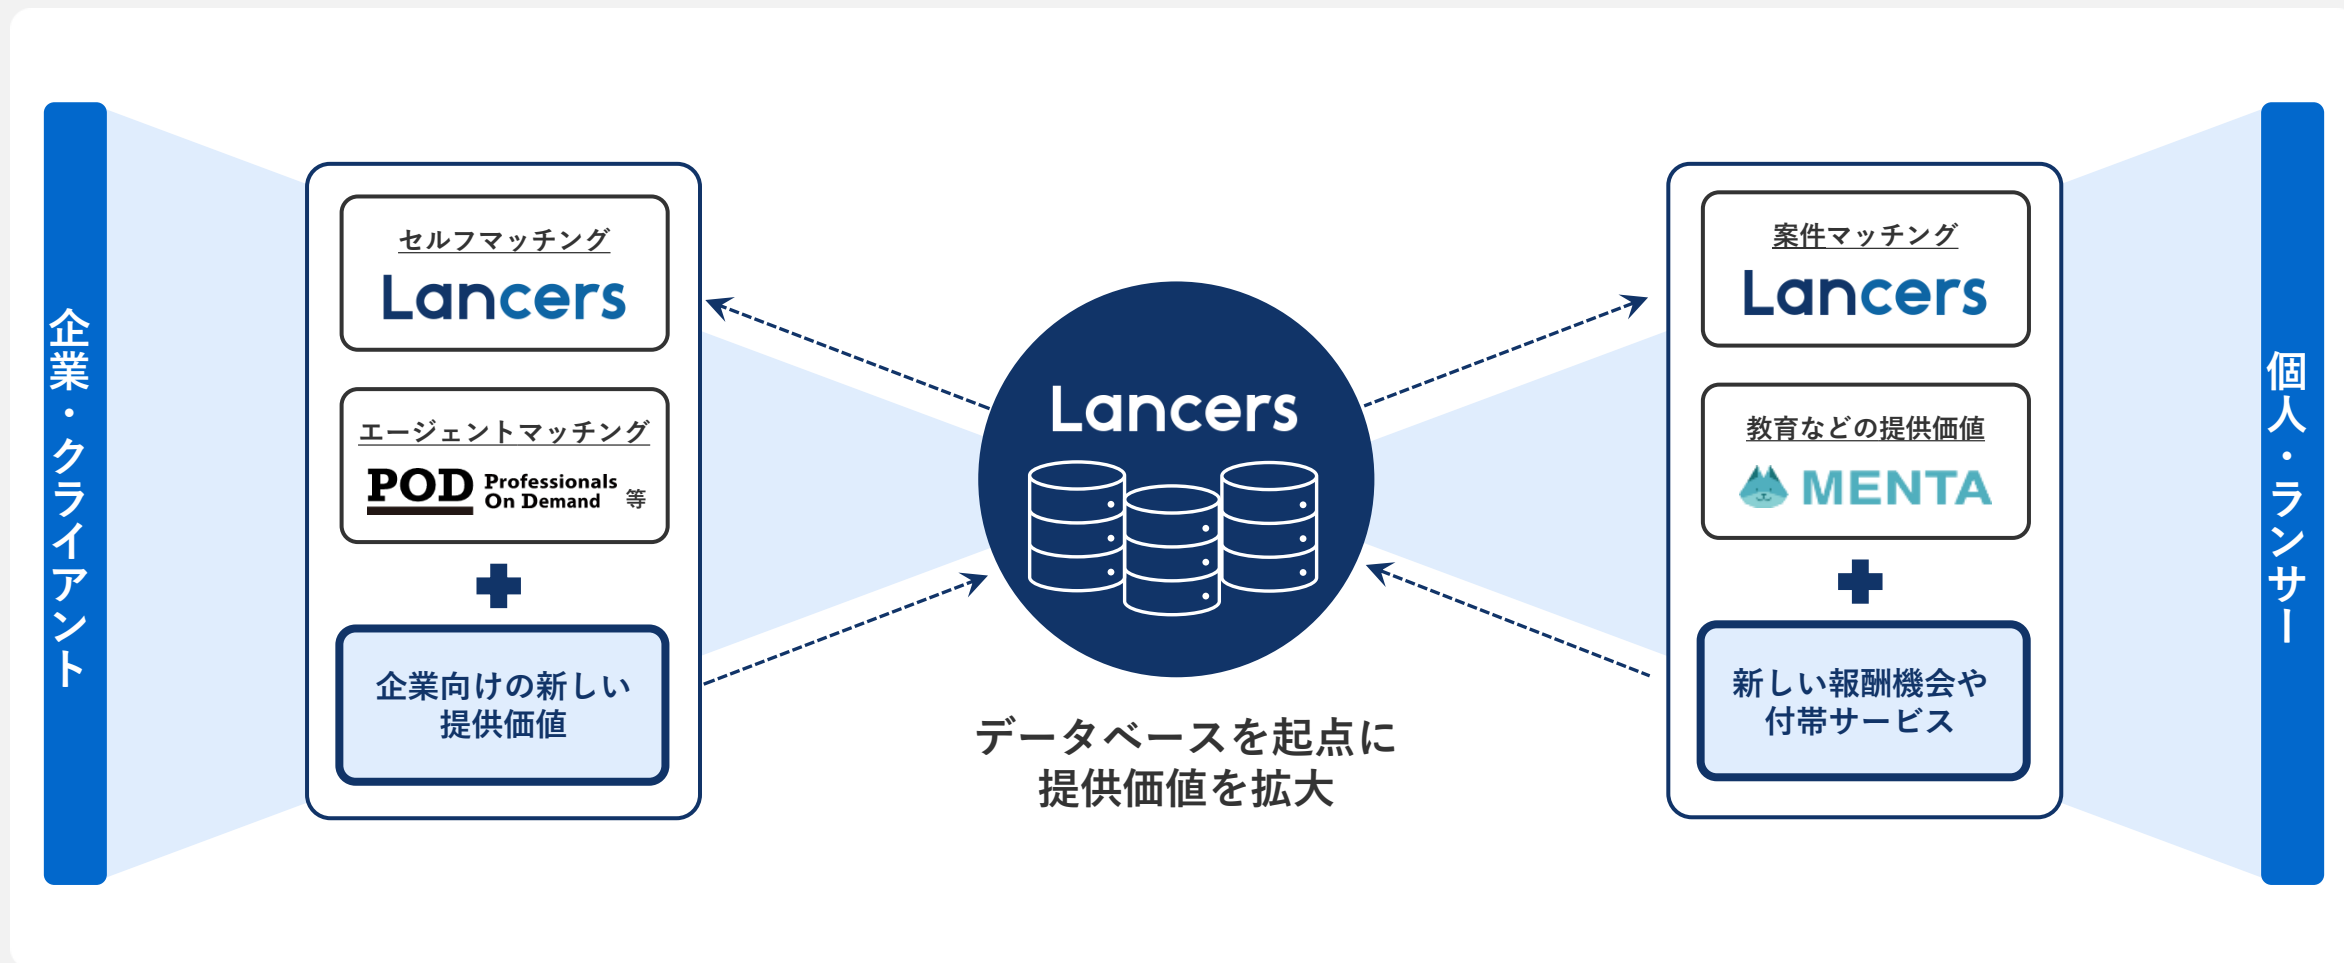 企業・クライアント
セルフマッチング
Lancers
エージェントマッチング
POD Professionals On Demand 等
企業向けの新しい
提供価値
Lancers
データベースを起点に
提供価値を拡大
案件マッチング
Lancers
教育などの提供価値
MENTA
新しい報酬機会や
付帯サービス
個人・ランサー